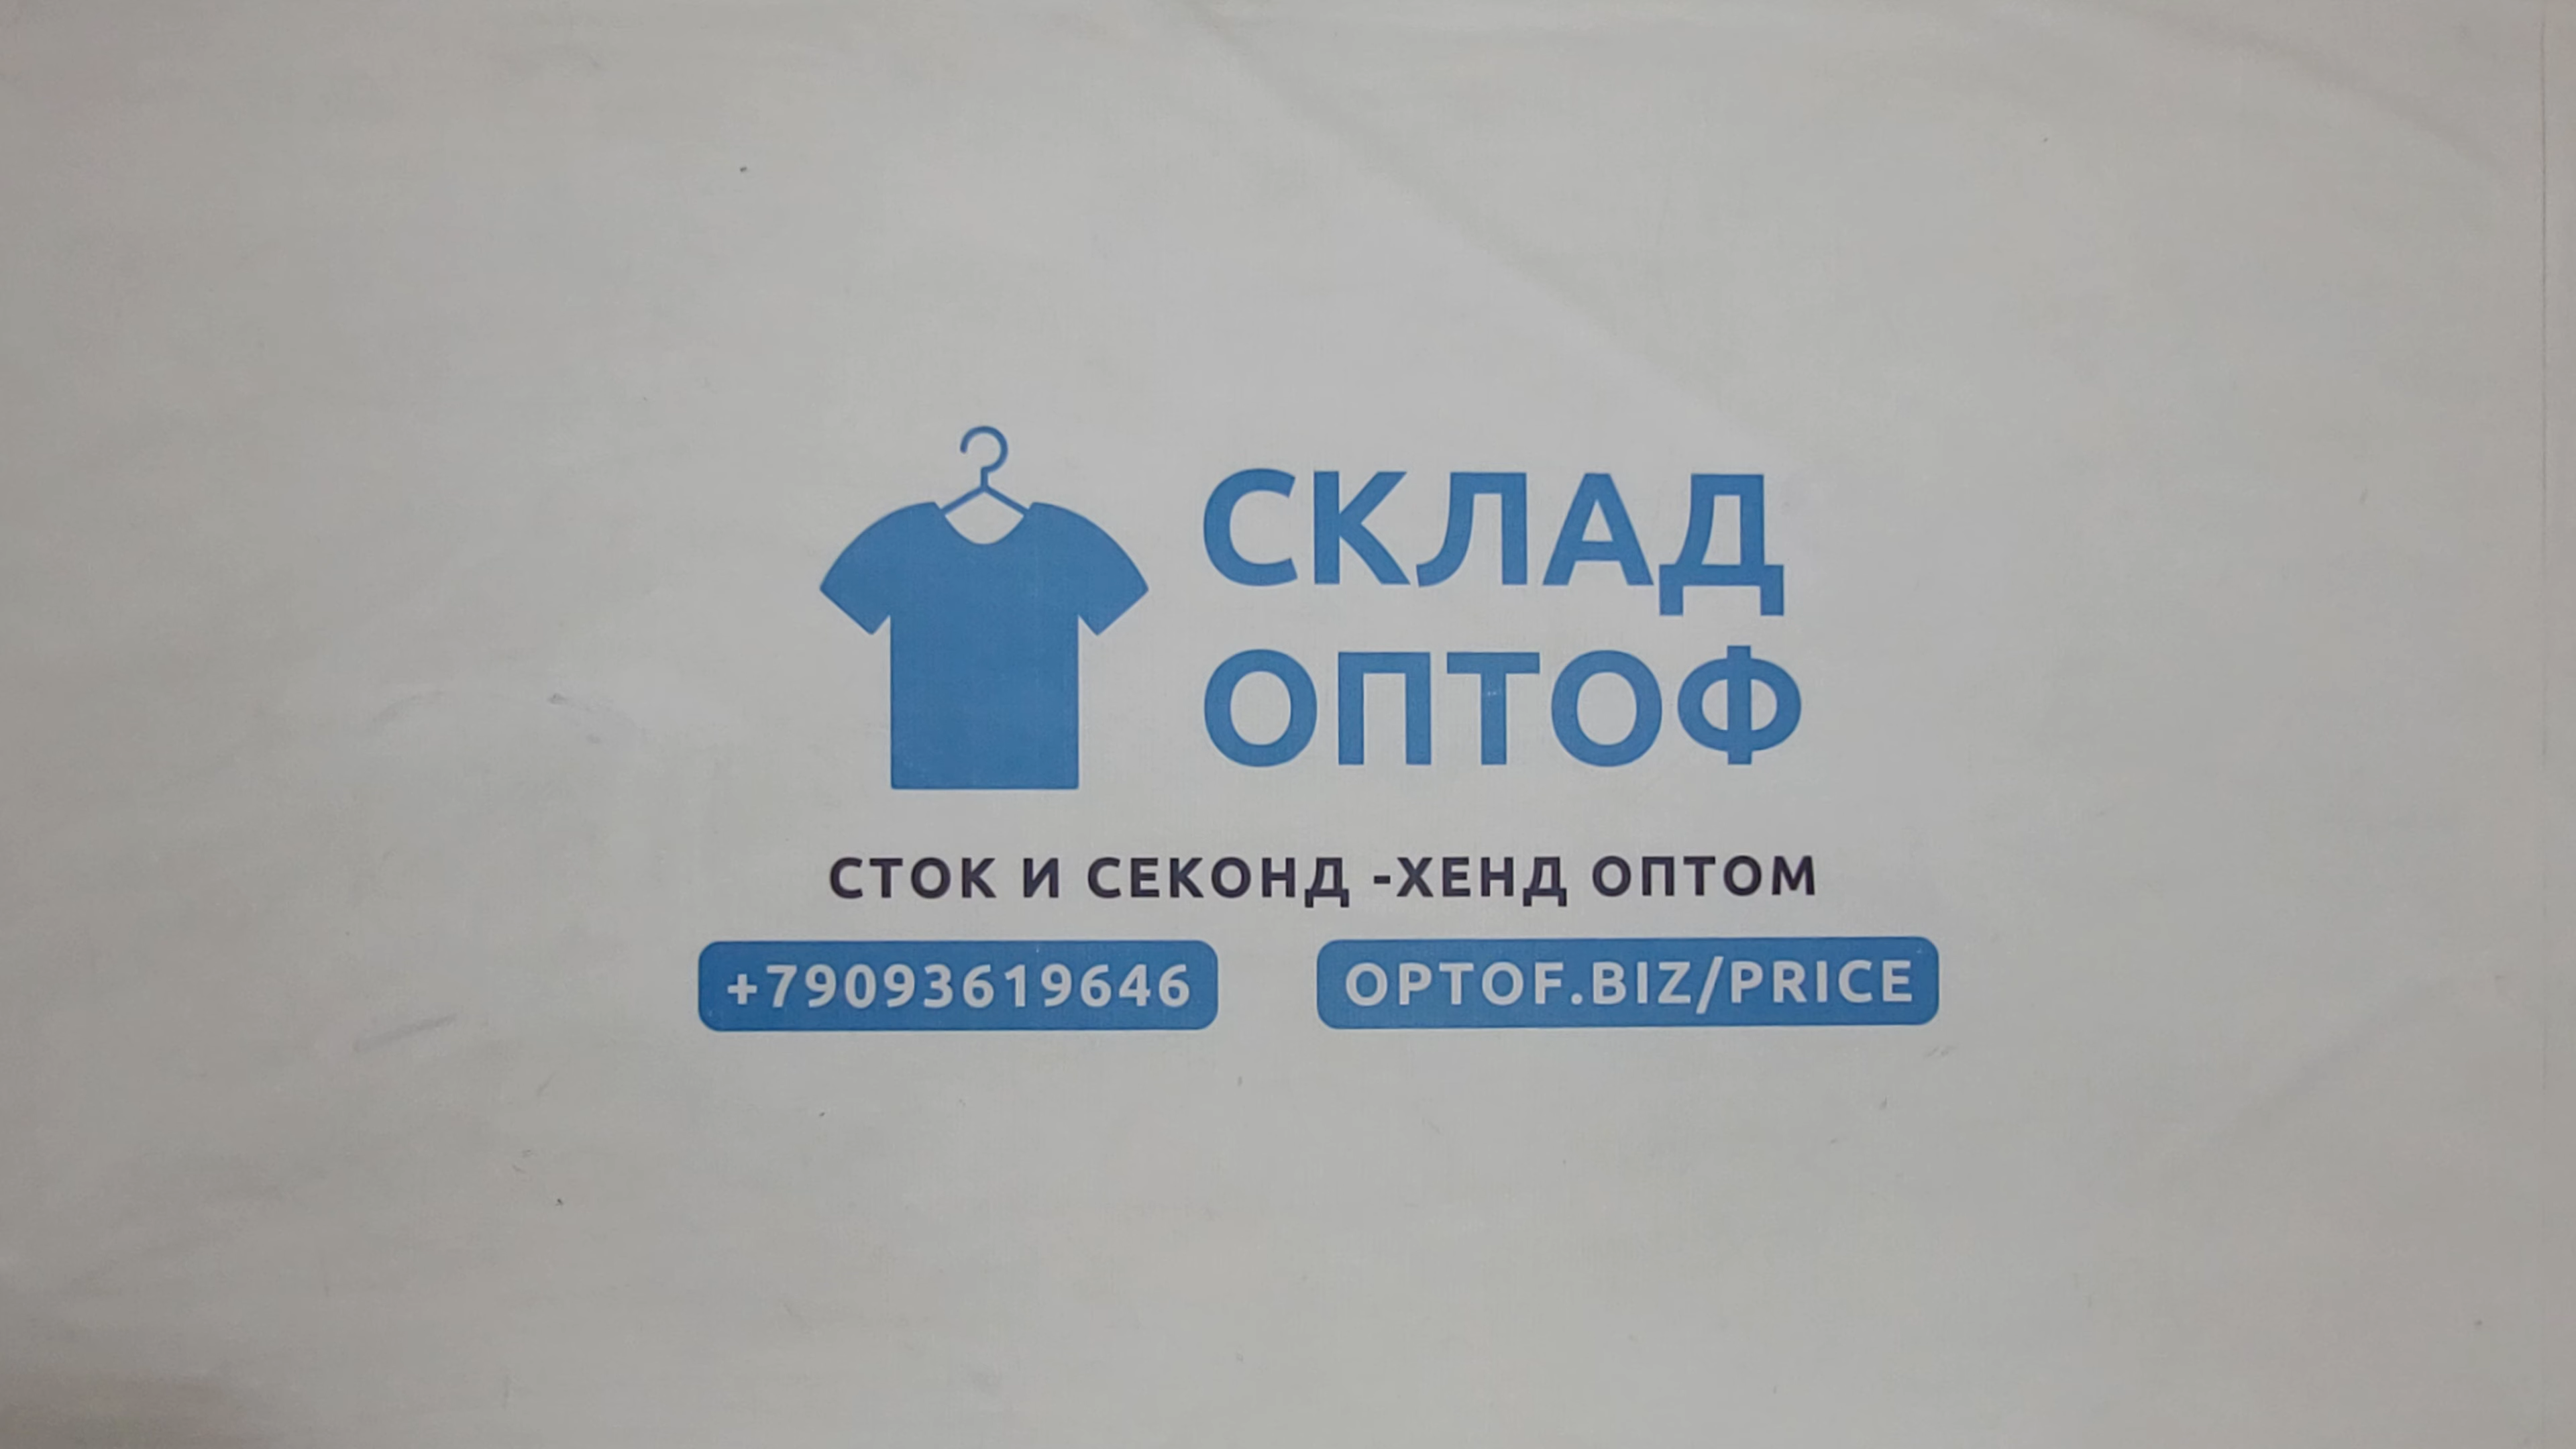 СКЛАД
ОПТОФ
СТОК И СЕКОНД -ХЕНД ОПТОМ
+79093619646
OPTOF.BIZ/PRICE